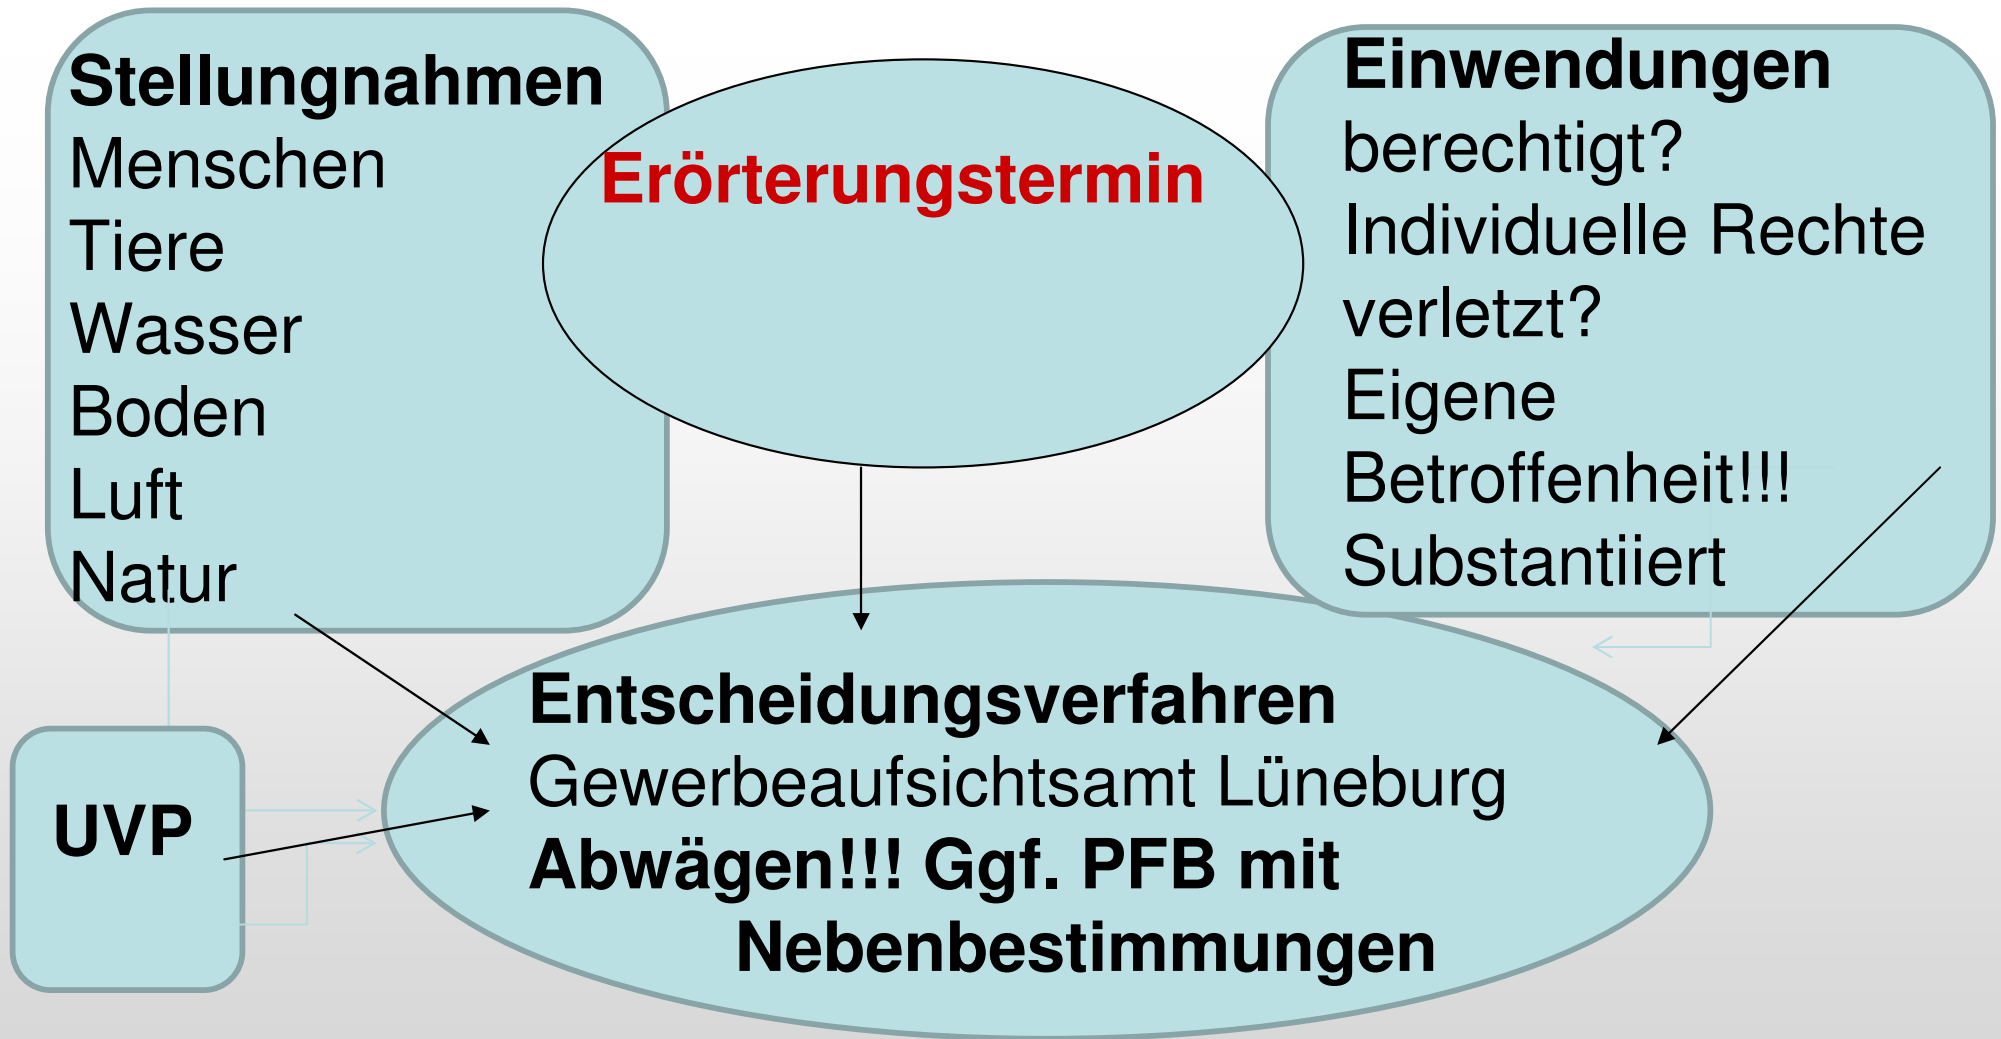 Stellungnahmen
Menschen
Tiere
Wasser
Boden
Luft
Natur
Erörterungstermin
Einwendungen
berechtigt?
Individuelle Rechte
verletzt?
Eigene
Betroffenheit!!!
Substantiiert
UVP
Entscheidungsverfahren
Gewerbeaufsichtsamt Lüneburg
Abwägen!!! Ggf. PFB mit
Nebenbestimmungen